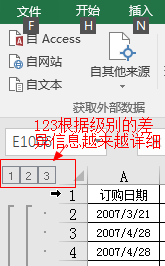 文件 开始 插入
F H N
自 Access
自网站
自文本
自其他来源
获取外部数据
123根据级别的差异信息越来越详细
1 2 3
A
1 订购日期
2 2007/3/21
3 2007/4/28
4 2007/4/28